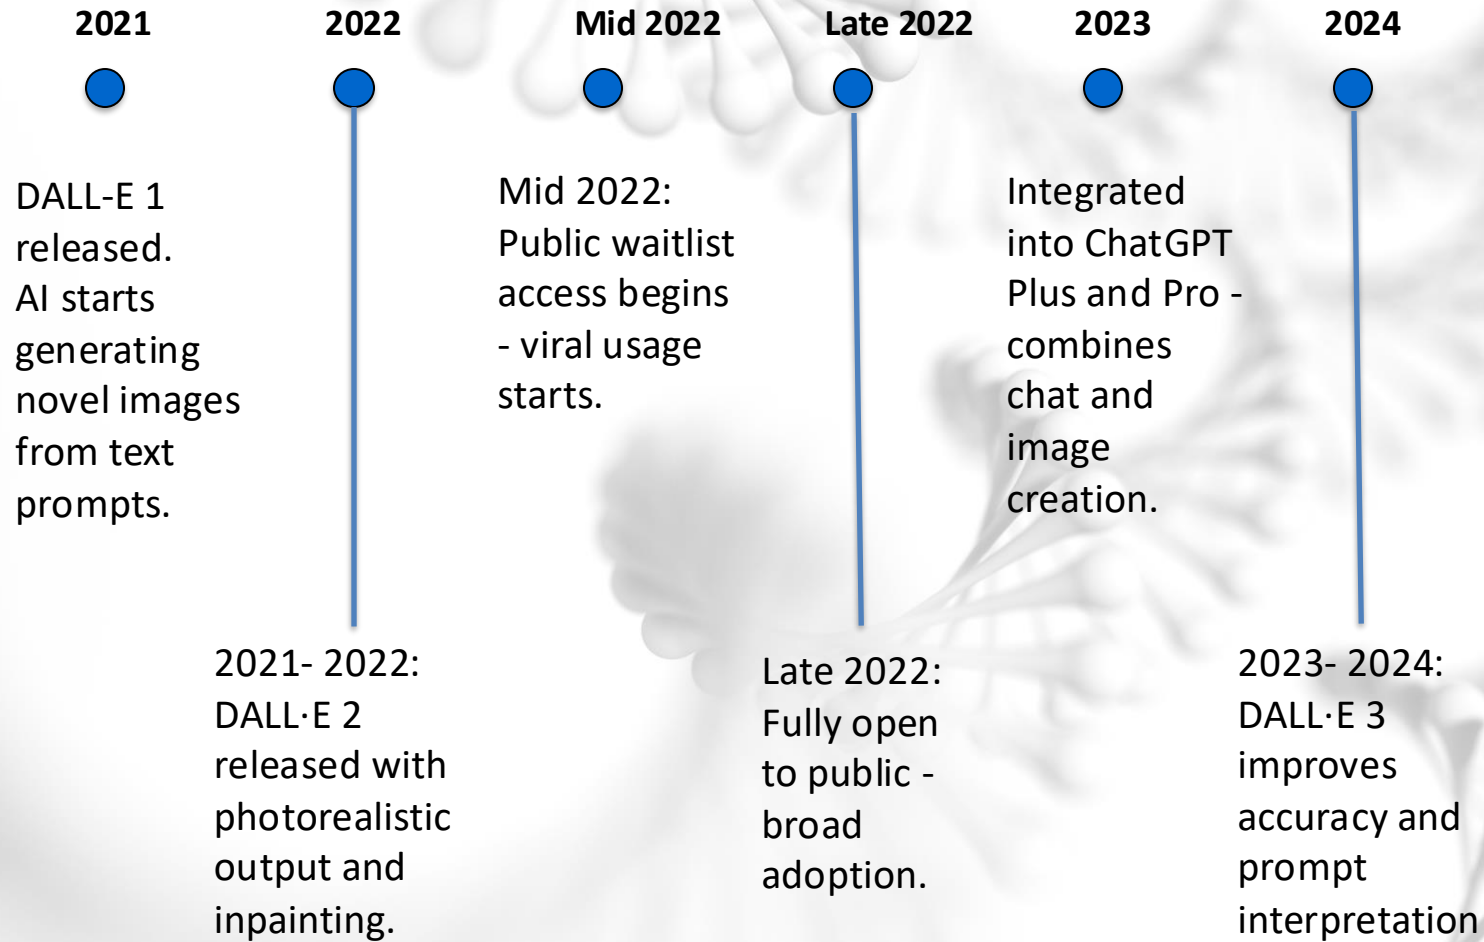 2021
2022
Mid 2022
Late 2022
2023
2024
DALL-E 1
released.
AI starts
generating
novel images
from text
prompts.
2021- 2022:
DALL·E 2
released with
photorealistic
output and
inpainting.
Mid 2022:
Public waitlist
access begins
- viral usage
starts.
Late 2022:
Fully open
to public -
broad
adoption.
Integrated
into ChatGPT
Plus and Pro -
combines
chat and
image
creation.
2023- 2024:
DALL·E 3
improves
accuracy and
prompt
interpretation